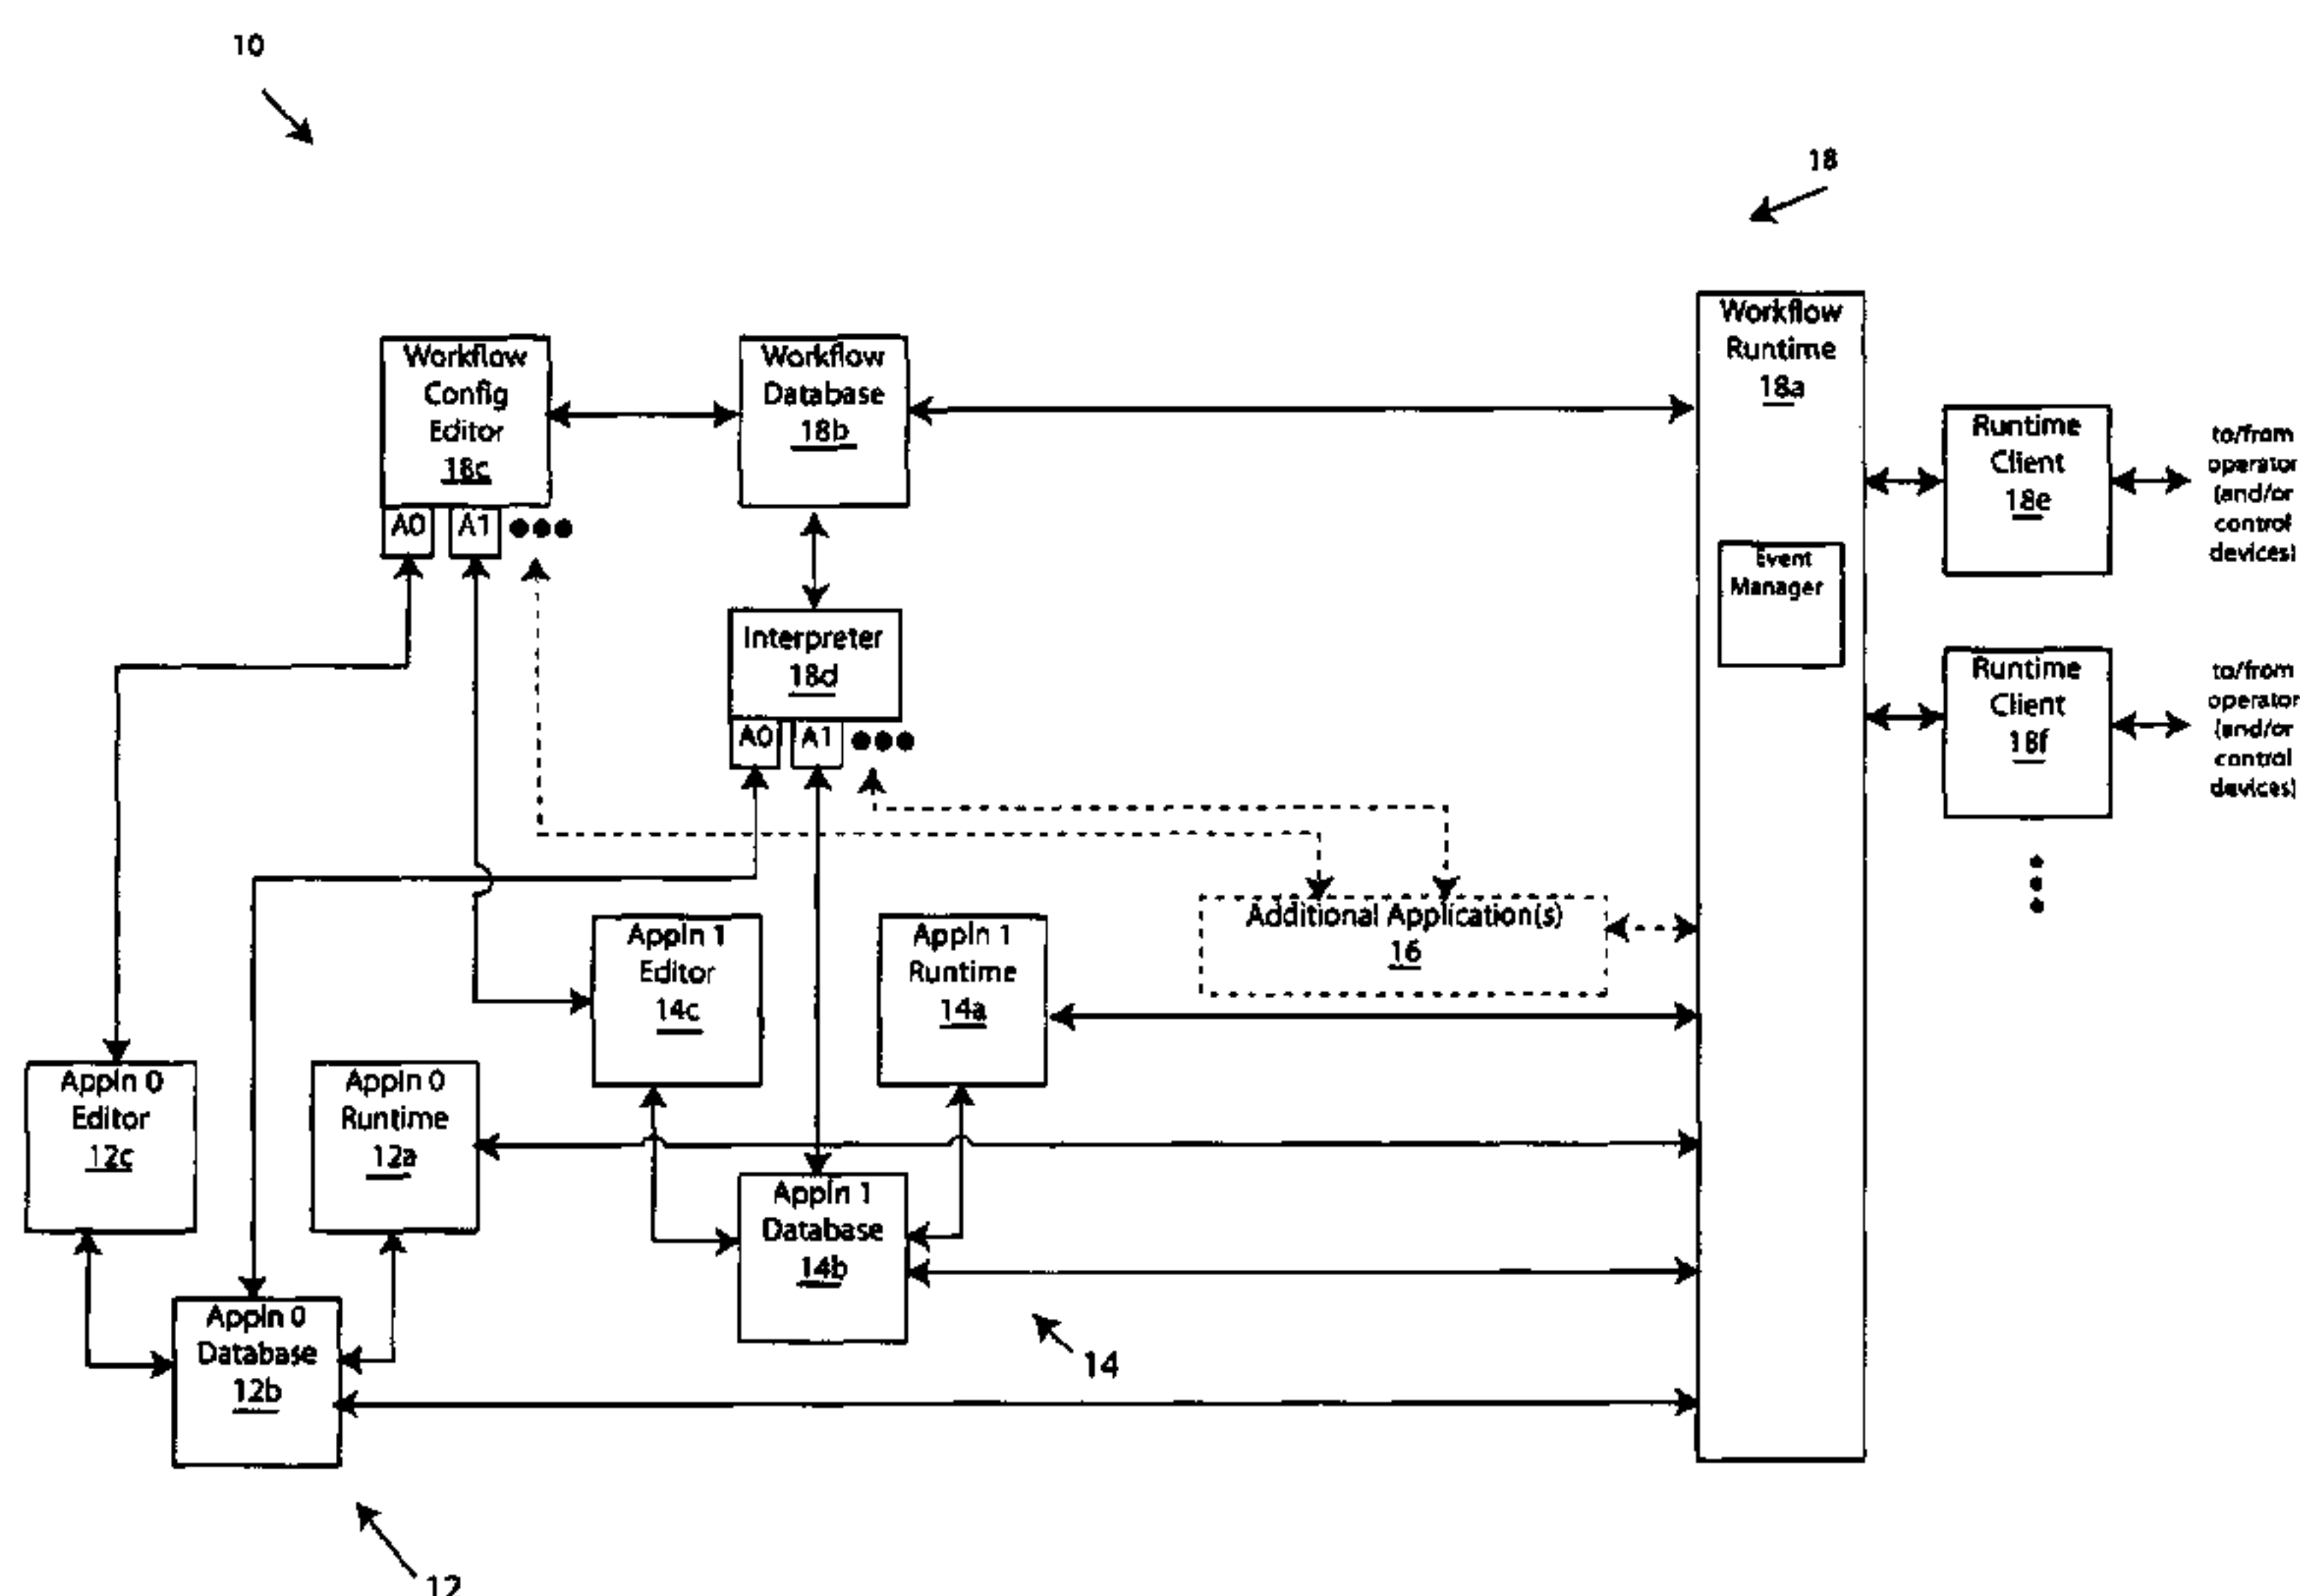 10
18
Workflow
Runtime
18a
Workflow
Config
Editor
18c
A0 A1
Workflow
Database
18b
Runtime
Client
18e
to/from
operator
(and/or
control
devices)
Event
Manager
Interpreter
18d
A0 A1
Runtime
Client
18f
to/from
operator
(and/or
control
devices)
Additional Application(s)
16
Appln 1
Editor
14c
Appln 1
Runtime
14a
Appln 0
Editor
12c
Appln 0
Runtime
12a
Appln 1
Database
14b
14
Appln 0
Database
12b
12